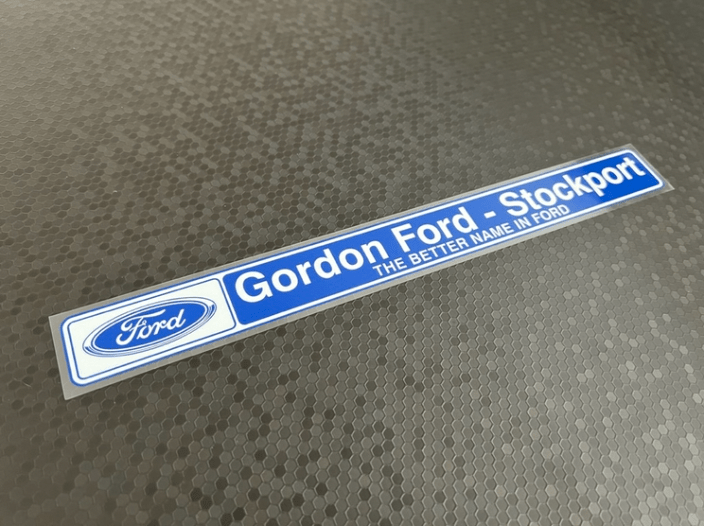 Ford
Gordon Ford - Stockport
THE BETTER NAME IN FORD